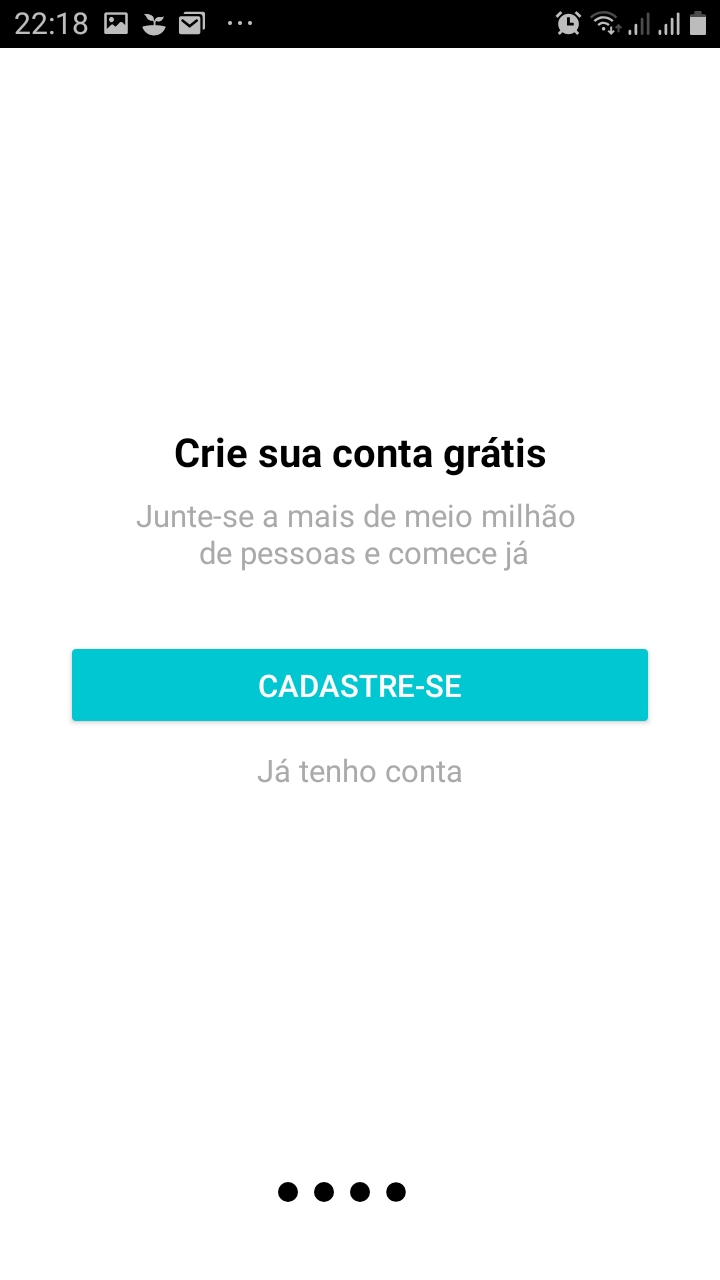 22:18
Crie sua conta grátis
Junte-se a mais de meio milhão
de pessoas e comece já
CADASTRE-SE
Já tenho conta